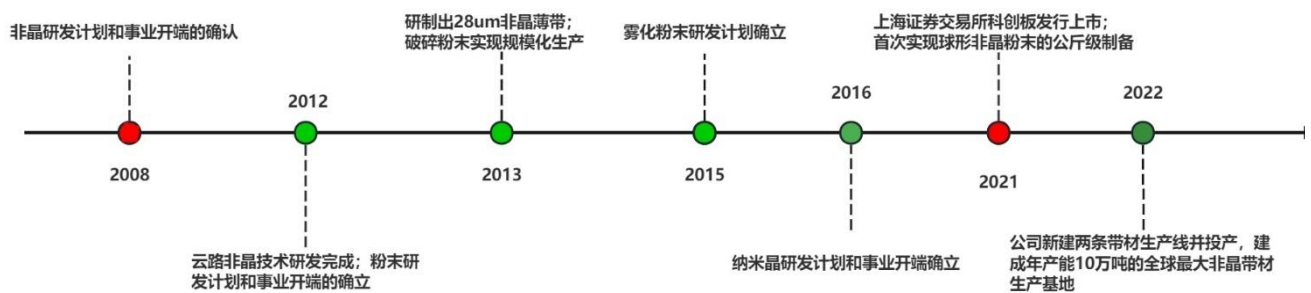 非晶研发计划和事业开端的确认
2008
2012
云路非晶技术研发完成；粉末研
发计划和事业开端的确立
研制出28um非晶薄带；
破碎粉末实现规模化生产
2013
雾化粉末研发计划确立
2015
2016
纳米晶研发计划和事业开端确立
上海证券交易所科创板发行上市；
首次实现球形非晶粉末的公斤级制备
2021
2022
公司新建两条带材生产线并投产，建
成年产能10万吨的全球最大非晶带材
生产基地